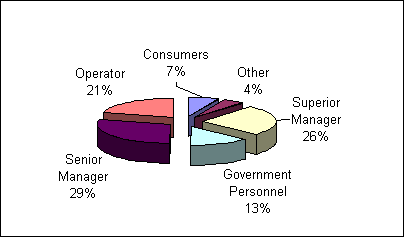 Consumers
7%
Other
4%
Operator
21%
Superior
Manager
26%
Senior
Manager
29%
Government
Personnel
13%